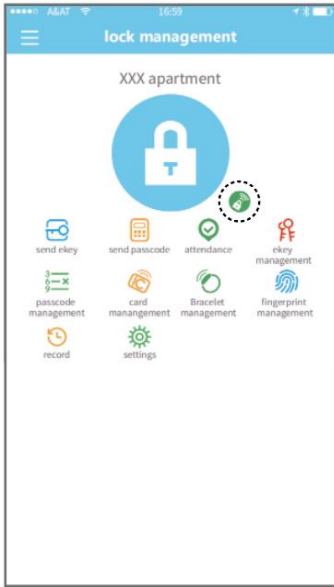 A&AT 16:59
lock management
XXX apartment
T
send ekey send passcode attendance ekey management
passcode management card manangement Bracelet management fingerprint management
record settings